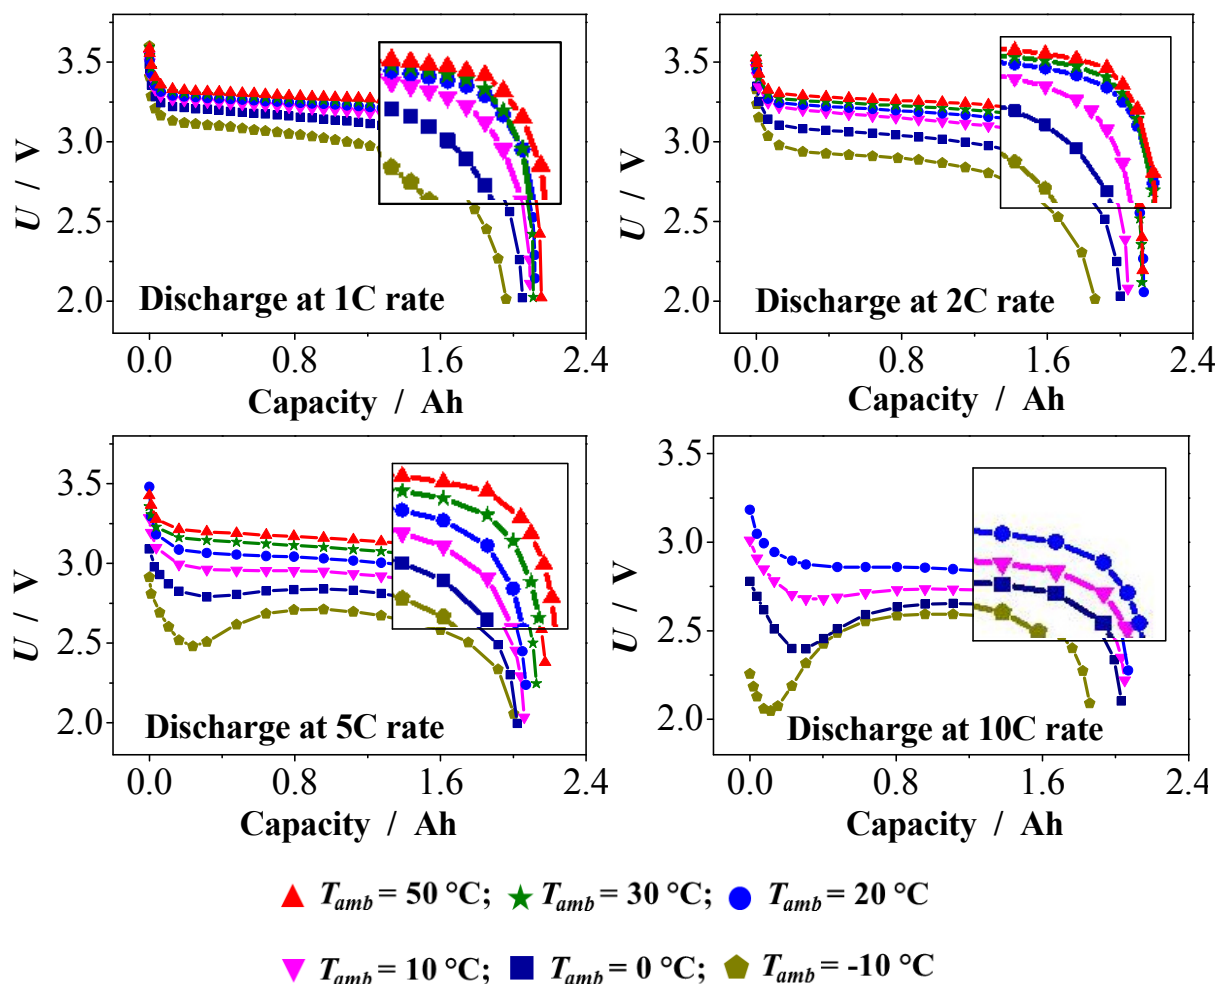 3.5
3.0
2.5
2.0
U / V
Discharge at 1C rate
0.0 0.8 1.6 2.4
Capacity / Ah
3.5
3.0
2.5
2.0
U / V
Discharge at 2C rate
0.0 0.8 1.6 2.4
Capacity / Ah
3.5
3.0
2.5
2.0
U / V
Discharge at 5C rate
0.0 0.8 1.6 2.4
Capacity / Ah
3.5
3.0
2.5
2.0
U / V
Discharge at 10C rate
0.0 0.8 1.6 2.4
Capacity / Ah
Tamb = 50 °C; Tamb = 30 °C; Tamb = 20 °C
Tamb = 10 °C; Tamb = 0 °C; Tamb = -10 °C